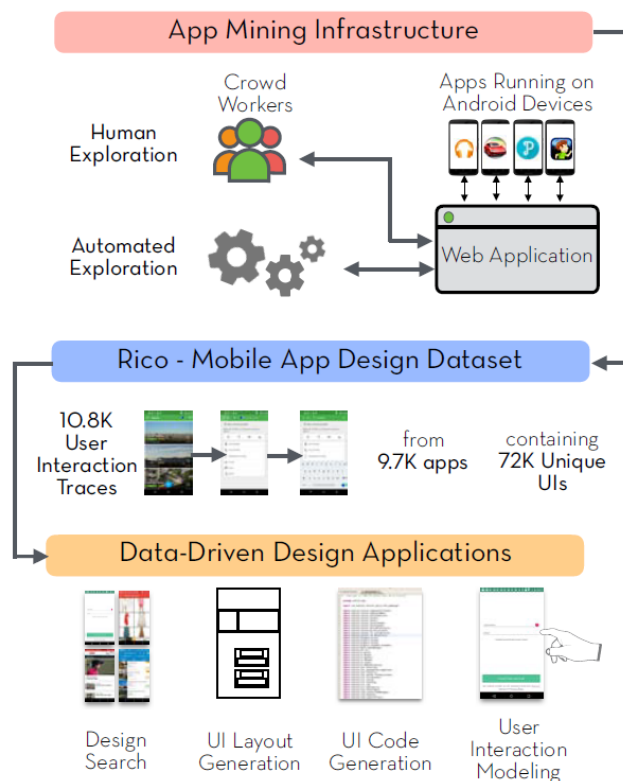 App Mining Infrastructure
Crowd
Workers
Apps Running on
Android Devices
Human
Exploration
Automated
Exploration
Web Application
Rico - Mobile App Design Dataset
10.8K
User
Interaction
Traces
from
9.7K apps
containing
72K Unique
UIs
Data-Driven Design Applications
Design
Search
UI Layout
Generation
UI Code
Generation
User
Interaction
Modeling